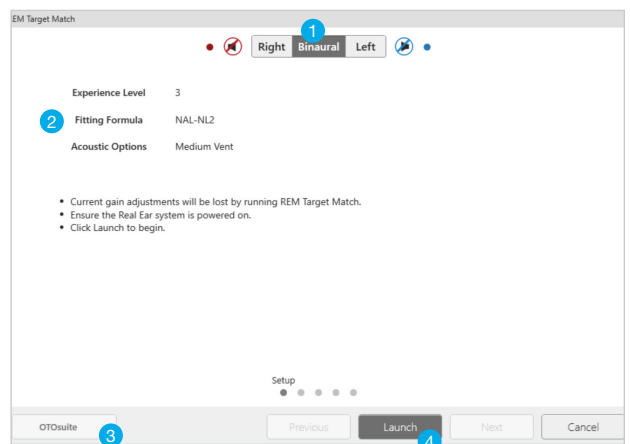 EM Target Match
1
Right Binaural Left
Experience Level 3
2 Fitting Formula NAL-NL2
Acoustic Options Medium Vent
• Current gain adjustments will be lost by running REM Target Match.
• Ensure the Real Ear system is powered on.
• Click Launch to begin.
Setup
OTOsuite 3 Previous Launch 4 Next Cancel